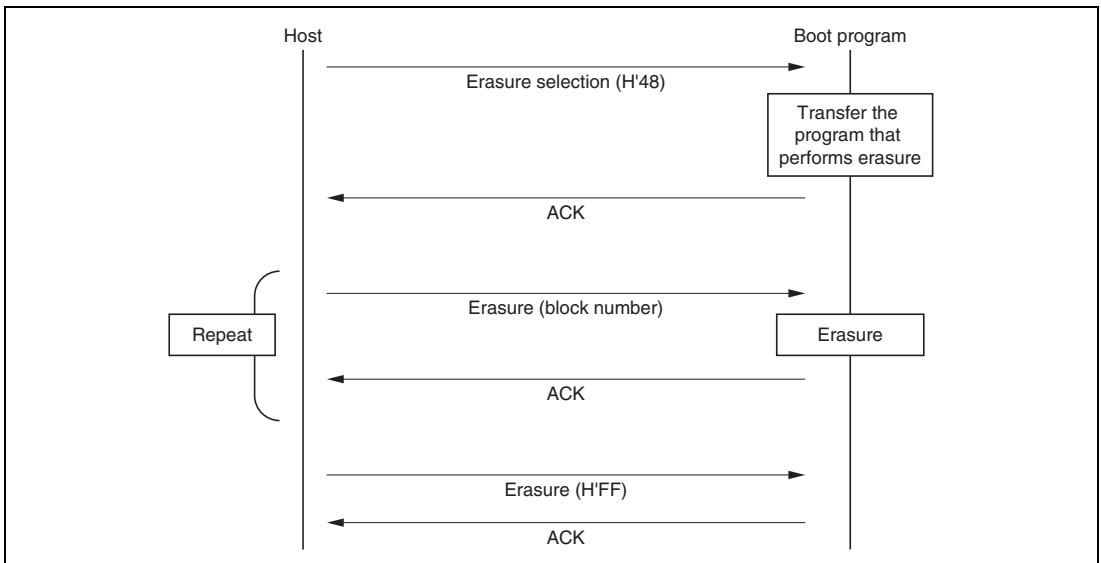 Host
Boot program
Erasure selection (H'48)
Transfer the
program that
performs erasure
ACK
Erasure (block number)
Repeat
Erasure
ACK
Erasure (H'FF)
ACK